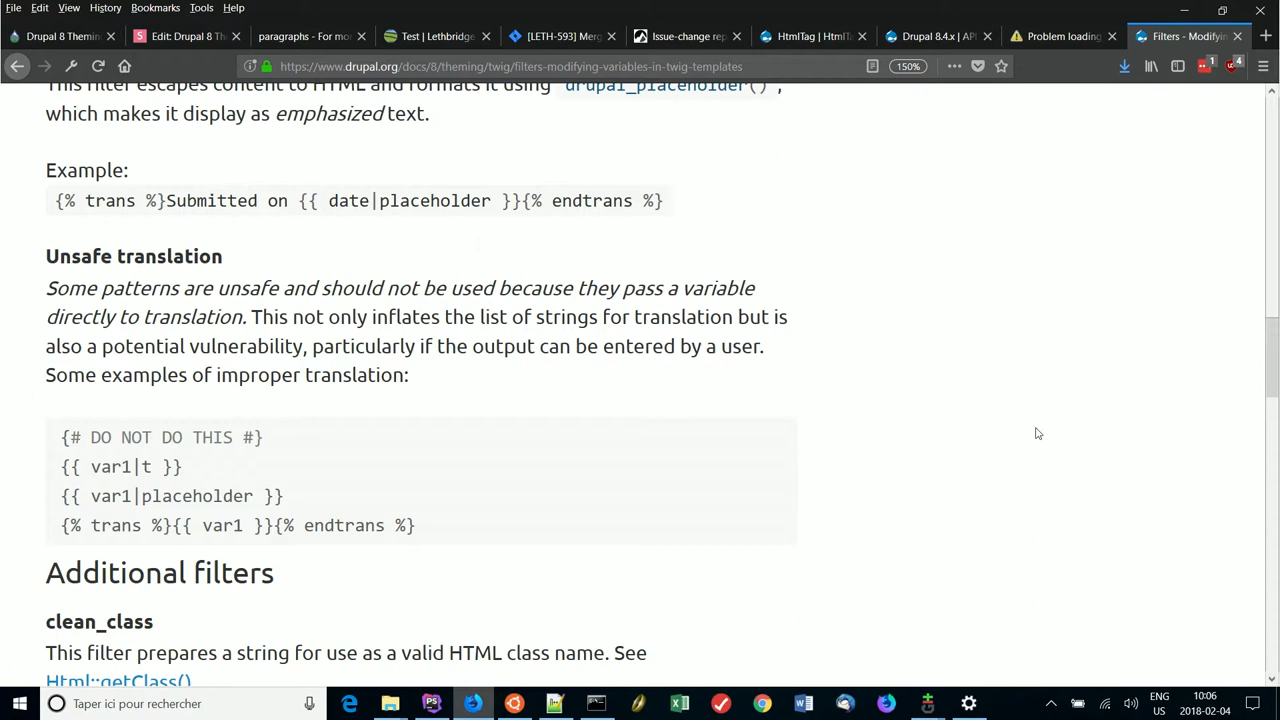 File Edit View History Bookmarks Tools Help
Drupal 8 Themin
Edit: Drupal 8 The
paragraphs - For mo
Test | Lethbridge
[LETH-593] Merg
Issue-change rep
HtmlTag | HtmlTa
Drupal 8.4.x | API
Problem loading
Filters - Modifyin
https://www.drupal.org/docs/8/theming/twig/filters-modifying-variables-in-twig-templates
150%
1
4
This filter escapes content to HTML and formats it using drupal_placeholder() ,
which makes it display as emphasized text.
Example:
{% trans %}Submitted on {{ date|placeholder }}{% endtrans %}
Unsafe translation
Some patterns are unsafe and should not be used because they pass a variable
directly to translation. This not only inflates the list of strings for translation but is
also a potential vulnerability, particularly if the output can be entered by a user.
Some examples of improper translation:
{# DO NOT DO THIS #}
{{ var1|t }}
{{ var1|placeholder }}
{% trans %}{{ var1 }}{% endtrans %}
Additional filters
clean_class
This filter prepares a string for use as a valid HTML class name. See
Html::getClass()
Taper ici pour rechercher
ENG
POE
10:06
2018-02-04